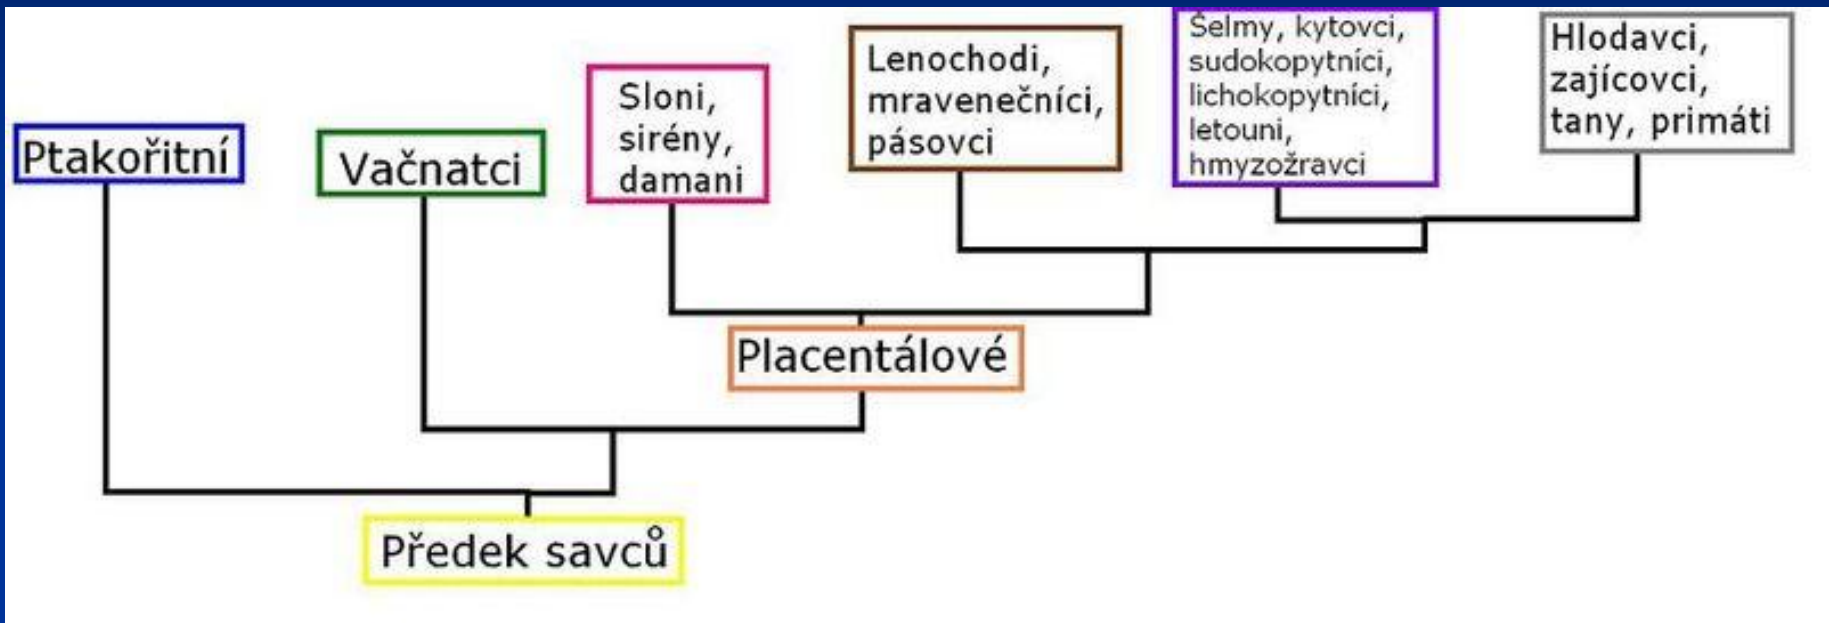 Ptakořitní
Vačnatci
Sloni,
sirény,
damani
Lenochodi,
mravenečníci,
pásovci
Šelmy, kytovci,
sudokopytníci,
lichokopytníci,
letouni,
hmyzožravci
Hlodavci,
zajícovci,
tany, primáti
Placentálové
Předek savců